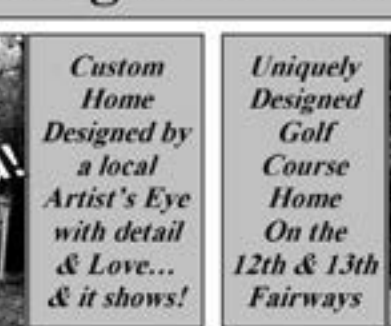 Custom
Home
Designed by
a local
Artist's Eye
with detail
& Love...
& it shows!
Uniquely
Designed
Golf
Course
Home
On the
12th & 13th
Fairways